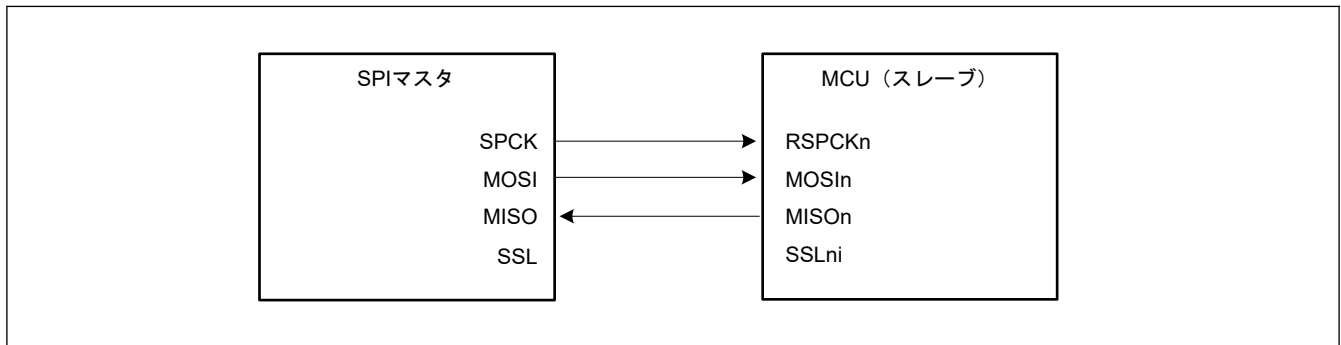 SPIマスタ
MCU（スレーブ）
SPCK
RSPCKn
MOSI
MOSIn
MISO
MISOn
SSL
SSLni